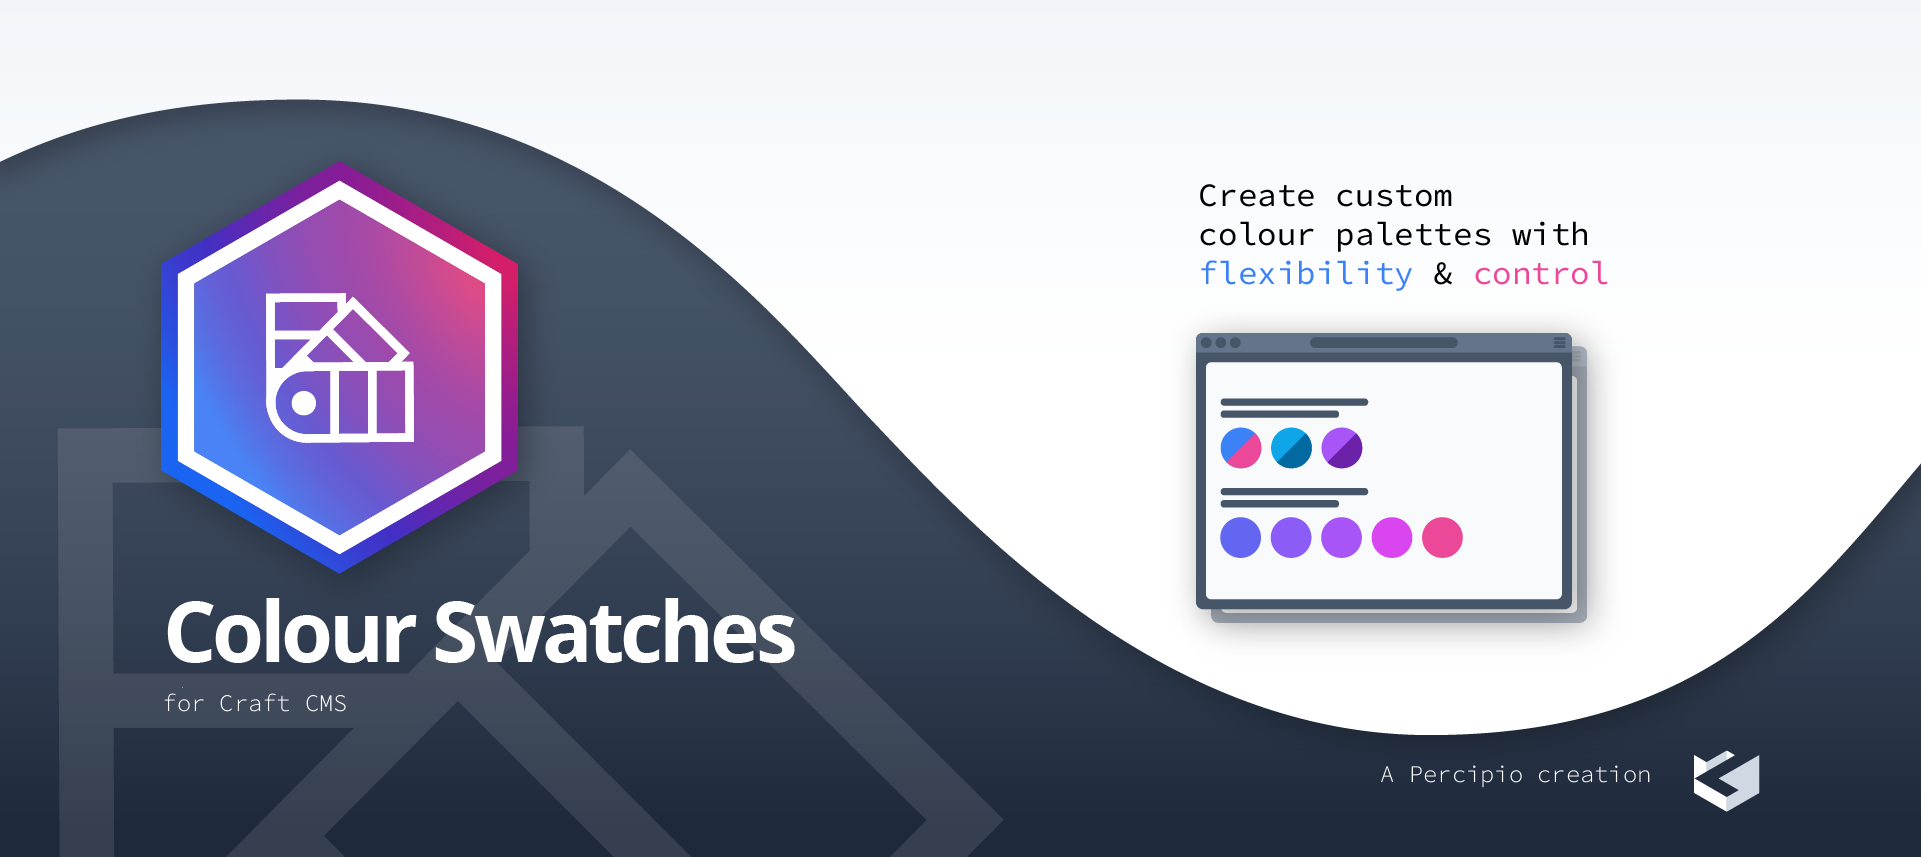 Colour Swatches
for Craft CMS
Create custom
colour palettes with
flexibility & control
A Percipio creation